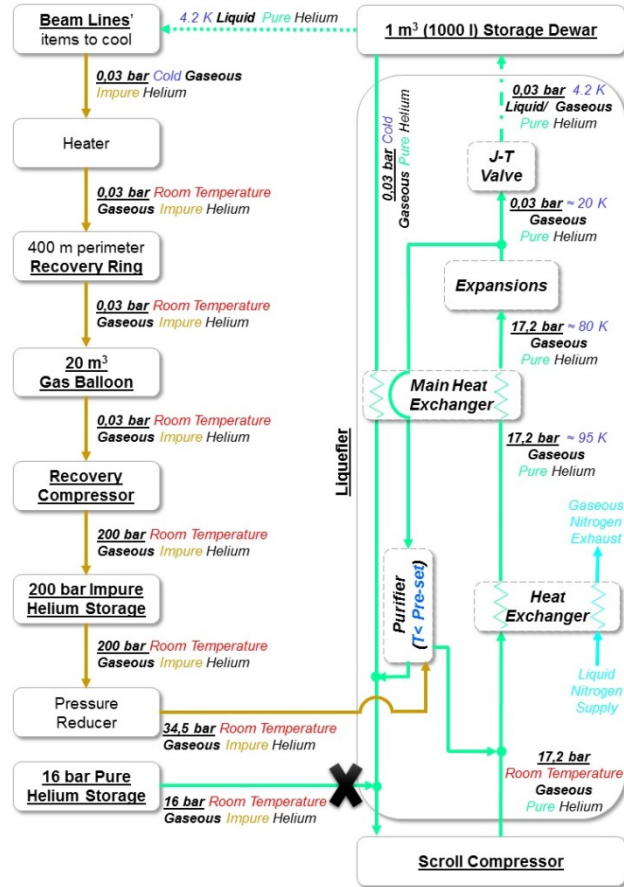 Beam Lines'
items to cool
4.2 K Liquid Pure Helium
1 m³ (1000 l) Storage Dewar
0,03 bar Cold Gaseous
Impure Helium
Heater
0,03 bar Room Temperature
Gaseous Impure Helium
400 m perimeter
Recovery Ring
0,03 bar Room Temperature
Gaseous Impure Helium
20 m³
Gas Balloon
0,03 bar Room Temperature
Gaseous Impure Helium
Recovery
Compressor
200 bar Room Temperature
Gaseous Impure Helium
200 bar Impure
Helium Storage
200 bar Room Temperature
Gaseous Impure Helium
Pressure
Reducer
34,5 bar Room Temperature
Gaseous Impure Helium
16 bar Pure
Helium Storage
16 bar Room Temperature
Gaseous Impure Helium
Liquefier
0,03 bar Cold
Gaseous Pure Helium
0,03 bar 4.2 K
Liquid/ Gaseous
Pure Helium
J-T
Valve
0,03 bar ≈ 20 K
Gaseous
Pure Helium
Expansions
17,2 bar ≈ 80 K
Gaseous
Pure Helium
Main Heat
Exchanger
17,2 bar ≈ 95 K
Gaseous
Pure Helium
Gaseous
Nitrogen
Exhaust
Purifier
(T< Pre-set)
Heat
Exchanger
Liquid
Nitrogen
Supply
17,2 bar
Room Temperature
Gaseous
Pure Helium
Scroll Compressor